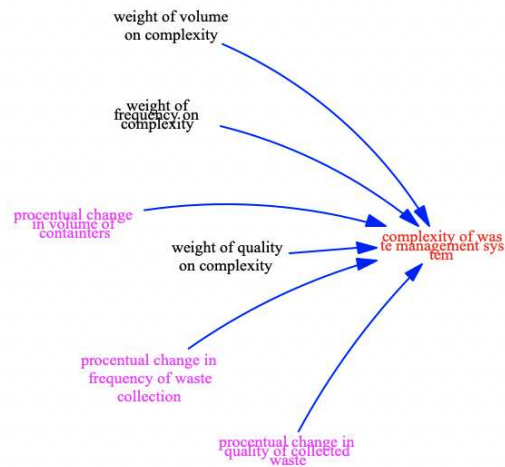 weight of volume
on complexity
weight of
frequency on
complexity
procentual change
in volume of
containers
complexity of was
te management sys
tem
weight of quality
on complexity
procentual change in
frequency of waste
collection
procentual change in
quality of collected
waste